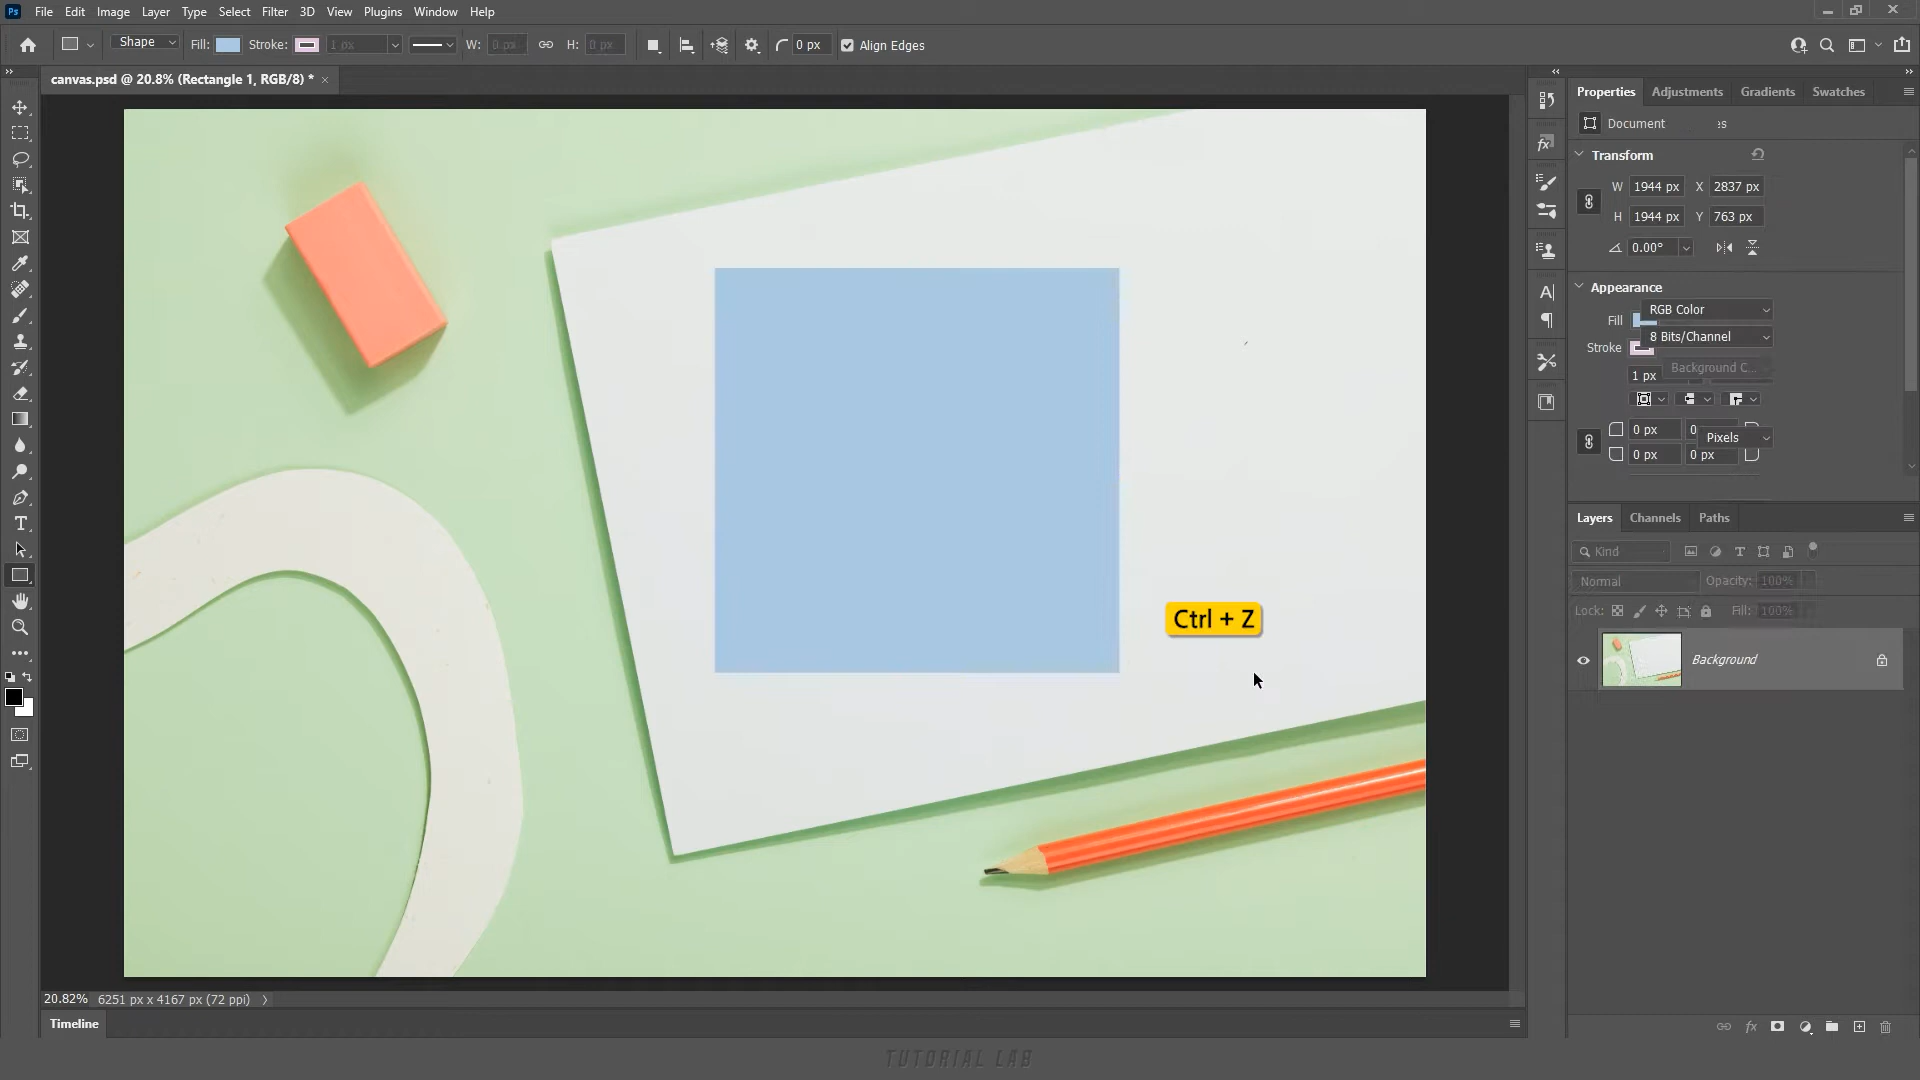 Ps File Edit Image Layer Type Select Filter 3D View Plugins Window Help
Shape Fill: Stroke: 1 px W: 0 px H: 0 px 0 px Align Edges
canvas.psd @ 20.8% (Rectangle 1, RGB/8) * ×
Properties Adjustments Gradients Swatches
Document es
Transform
W 1944 px X 2837 px
H 1944 px Y 763 px
0.00°
Appearance
RGB Color
Fill
8 Bits/Channel
Stroke
Background C...
1 px
0 px 0
Pixels
0 px 0 px
Layers Channels Paths
Kind
Normal Opacity: 100%
Lock: Fill: 100%
Background
Ctrl + Z
20.82% 6251 px x 4167 px (72 ppi)
Timeline
TUTORIAL LAB